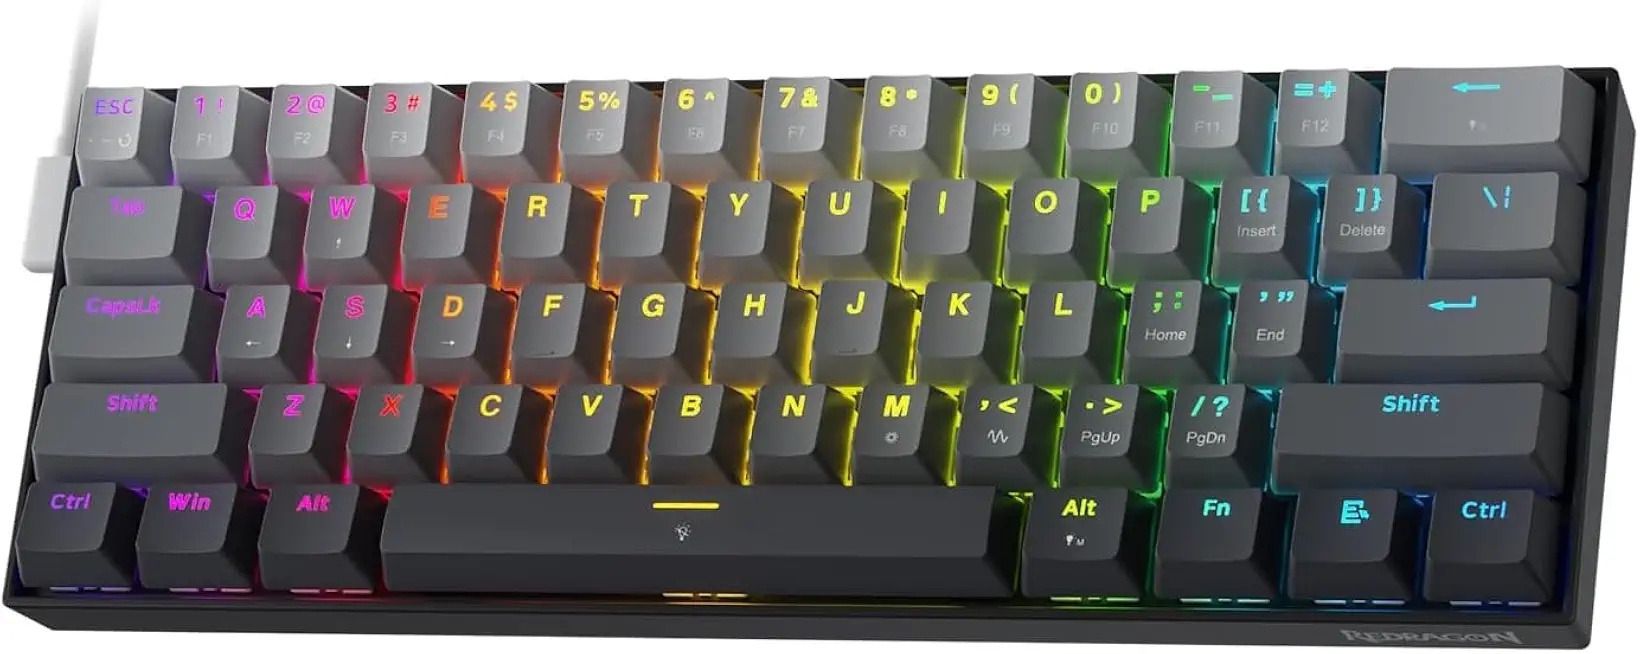 ESC 1 ! 2 @ 3 # 4 $ 5 % 6 ^ 7 & 8 * 9 ( 0 ) - _ = + ←
F1 F2 F3 F4 F5 F6 F7 F8 F9 F10 F11 F12
Tab Q W E R T Y U I O P [ { ] } \ |
Insert Delete
CapsLk A S D F G H J K L ; : ' " ↵
← ↓ → Home End
Shift Z X C V B N M , < . > / ? Shift
PgUp PgDn
Ctrl Win Alt Alt Fn Ctrl
M
REDRAGON